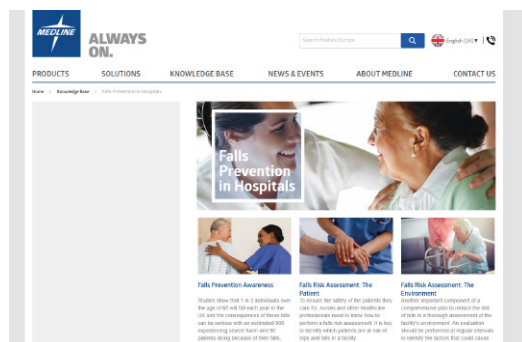 MEDLINE
ALWAYS
ON.
Search Medline Europe
English (UK)
PRODUCTS SOLUTIONS KNOWLEDGE BASE NEWS & EVENTS ABOUT MEDLINE CONTACT US
Home > Knowledge Base > Falls Prevention in Hospitals
Falls
Prevention
in Hospitals
Falls Prevention Awareness
Studies show that 1 in 3 individuals over
the age of 65 will fall each year in the
UK and the consequences of these falls
can be serious with an estimated 900
experiencing severe harm and 90
patients dying because of their falls,
Falls Risk Assessment: The
Patient
To ensure the safety of the patients they
care for, nurses and other healthcare
professionals need to know how to
perform a falls risk assessment. It is key
to identify which patients are at risk of
trips and falls in a facility
Falls Risk Assessment: The
Environment
Another important component of a
comprehensive plan to reduce the risk
of falls is a thorough assessment of the
facility's environment. An evaluation
should be performed at regular intervals
to identify the factors that could cause